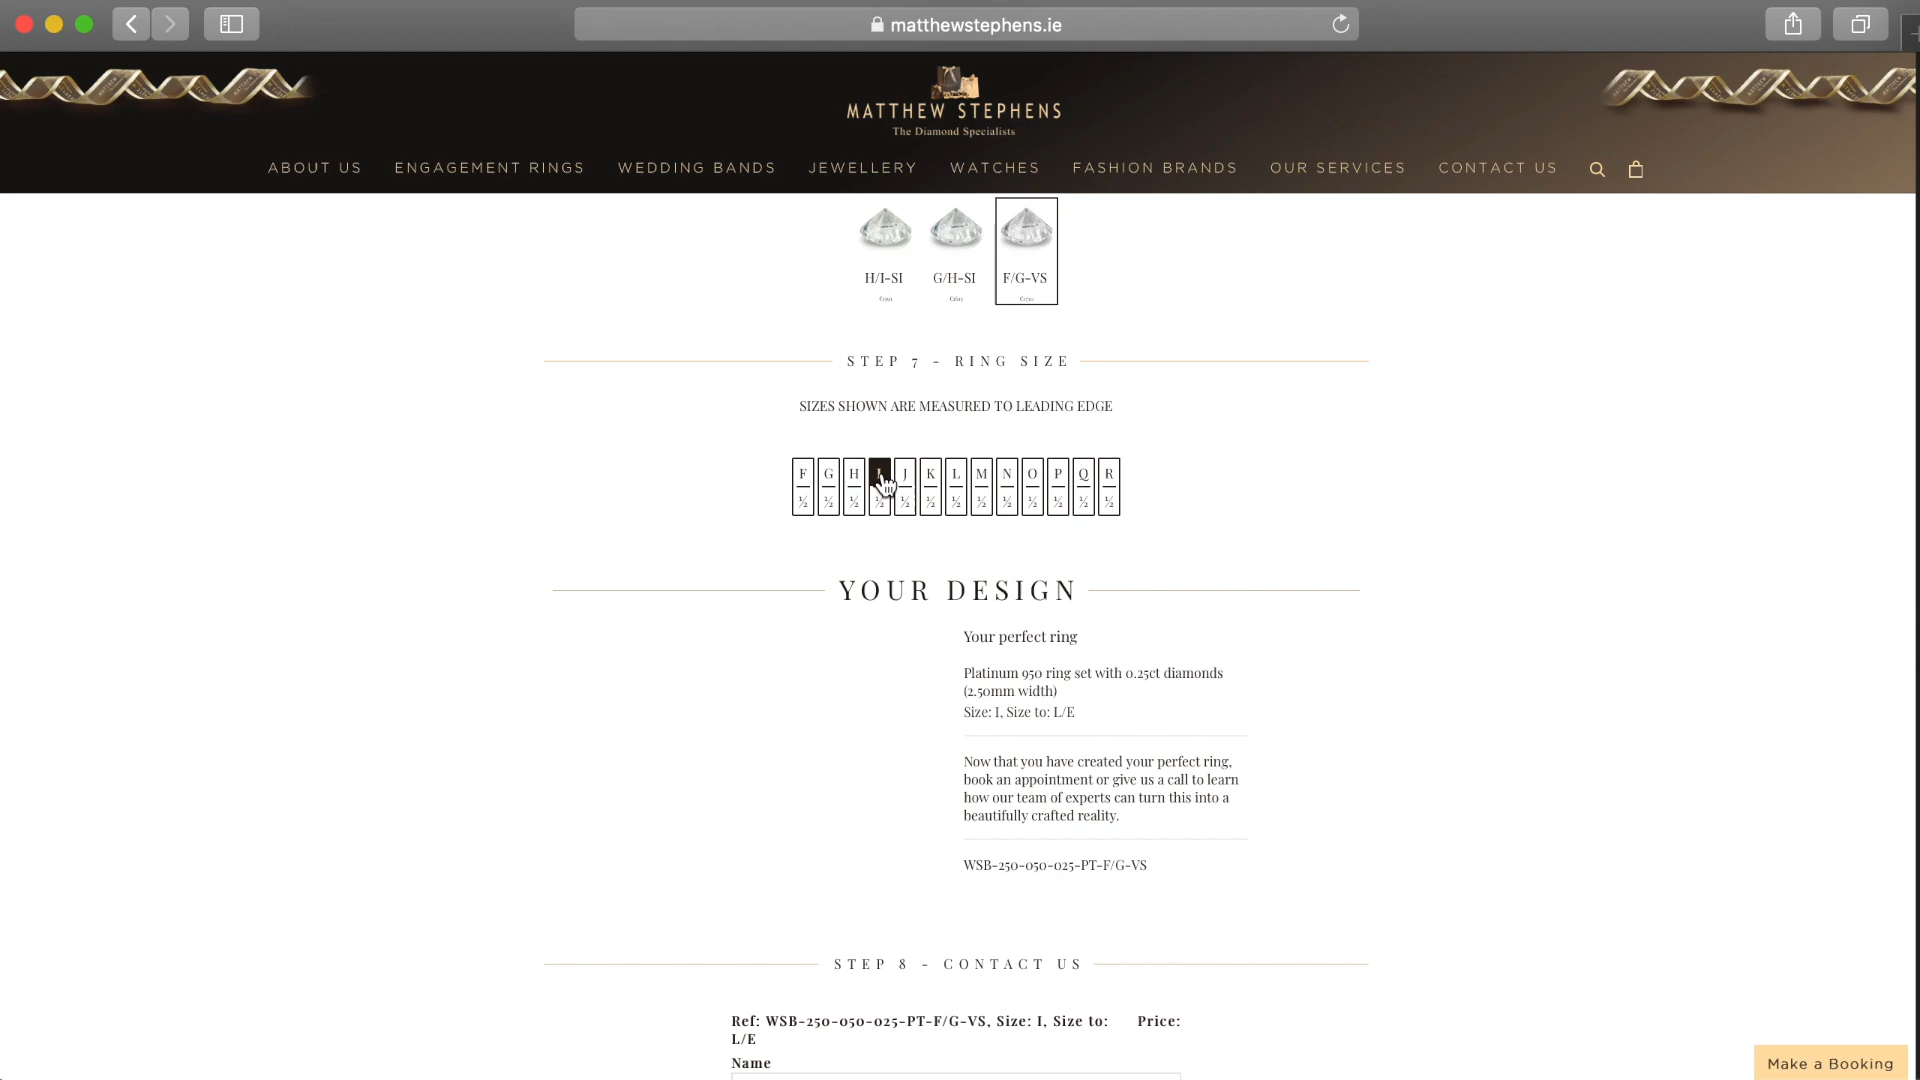 matthewstephens.ie
MATTHEW STEPHENS
The Diamond Specialists
ABOUT US ENGAGEMENT RINGS WEDDING BANDS JEWELLERY WATCHES FASHION BRANDS OUR SERVICES CONTACT US
H/I-SI G/H-SI F/G-VS
STEP 7 - RING SIZE
SIZES SHOWN ARE MEASURED TO LEADING EDGE
F G H I J K L M N O P Q R
½ ½ ½ ½ ½ ½ ½ ½ ½ ½ ½ ½ ½
YOUR DESIGN
Your perfect ring
Platinum 950 ring set with 0.25ct diamonds
(2.50mm width)
Size: I, Size to: L/E
Now that you have created your perfect ring,
book an appointment or give us a call to learn
how our team of experts can turn this into a
beautifully crafted reality.
WSB-250-050-025-PT-F/G-VS
STEP 8 - CONTACT US
Ref: WSB-250-050-025-PT-F/G-VS, Size: I, Size to: Price:
L/E
Name
Make a Booking